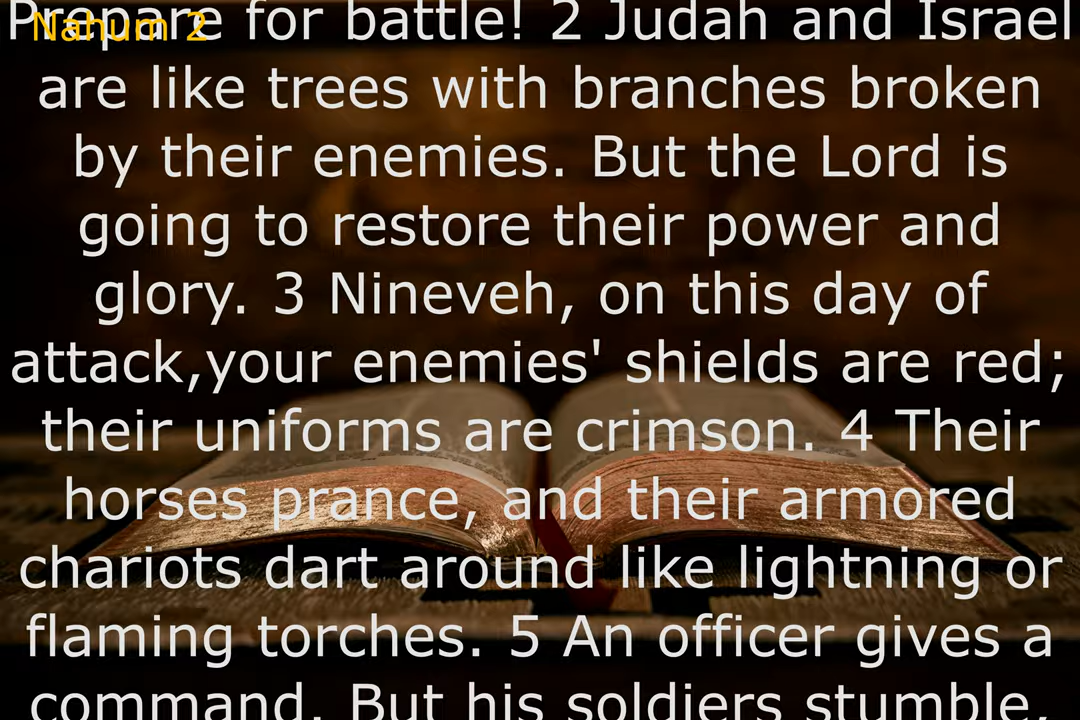 Prepare for battle! 2 Judah and Israel
Nahum 2
are like trees with branches broken
by their enemies. But the Lord is
going to restore their power and
glory. 3 Nineveh, on this day of
attack,your enemies' shields are red;
their uniforms are crimson. 4 Their
horses prance, and their armored
chariots dart around like lightning or
flaming torches. 5 An officer gives a
command. But his soldiers stumble,